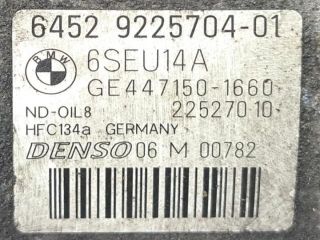 6452 9225704-01
BMW 6SEU14A
GE447150-1660
ND-OIL8 22527010
HFC134a GERMANY
DENSO 06 M 00782